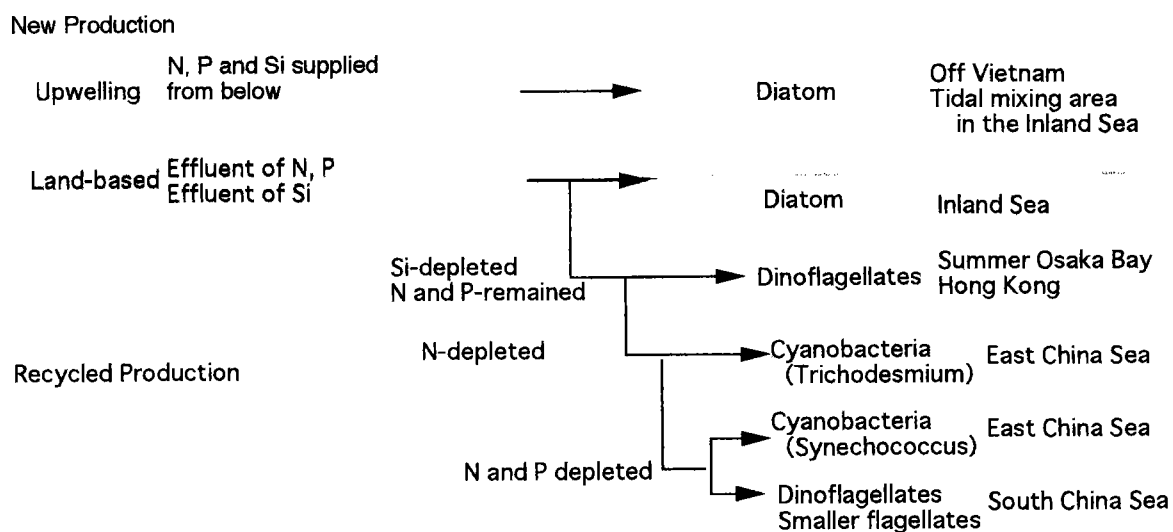 New Production
Upwelling
N, P and Si supplied
from below
Diatom
Off Vietnam
Tidal mixing area
in the Inland Sea
Land-based
Effluent of N, P
Effluent of Si
Diatom
Inland Sea
Si-depleted
N and P-remained
Dinoflagellates
Summer Osaka Bay
Hong Kong
N-depleted
Cyanobacteria
(Trichodesmium)
East China Sea
Recycled Production
Cyanobacteria
(Synechococcus)
East China Sea
N and P depleted
Dinoflagellates
Smaller flagellates
South China Sea